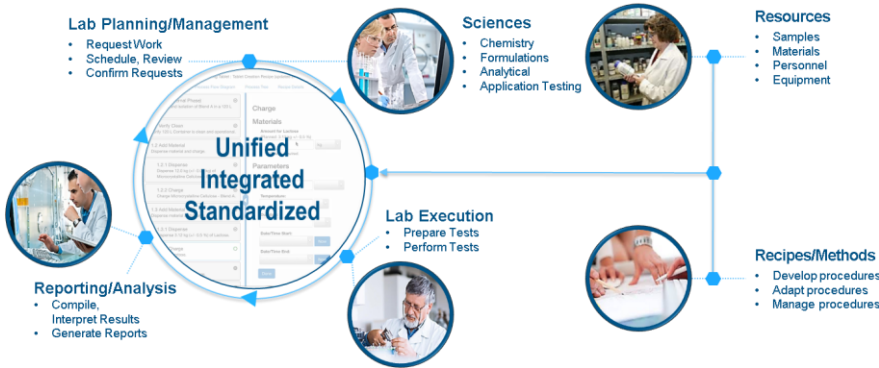 Lab Planning/Management
• Request Work
• Schedule, Review
• Confirm Requests
Sciences
• Chemistry
• Formulations
• Analytical
• Application Testing
Resources
• Samples
• Materials
• Personnel
• Equipment
Charge
Materials
Parameters
Unified
Integrated
Standardized
Lab Execution
• Prepare Tests
• Perform Tests
Reporting/Analysis
• Compile,
Interpret Results
• Generate Reports
Recipes/Methods
• Develop procedures
• Adapt procedures
• Manage procedures